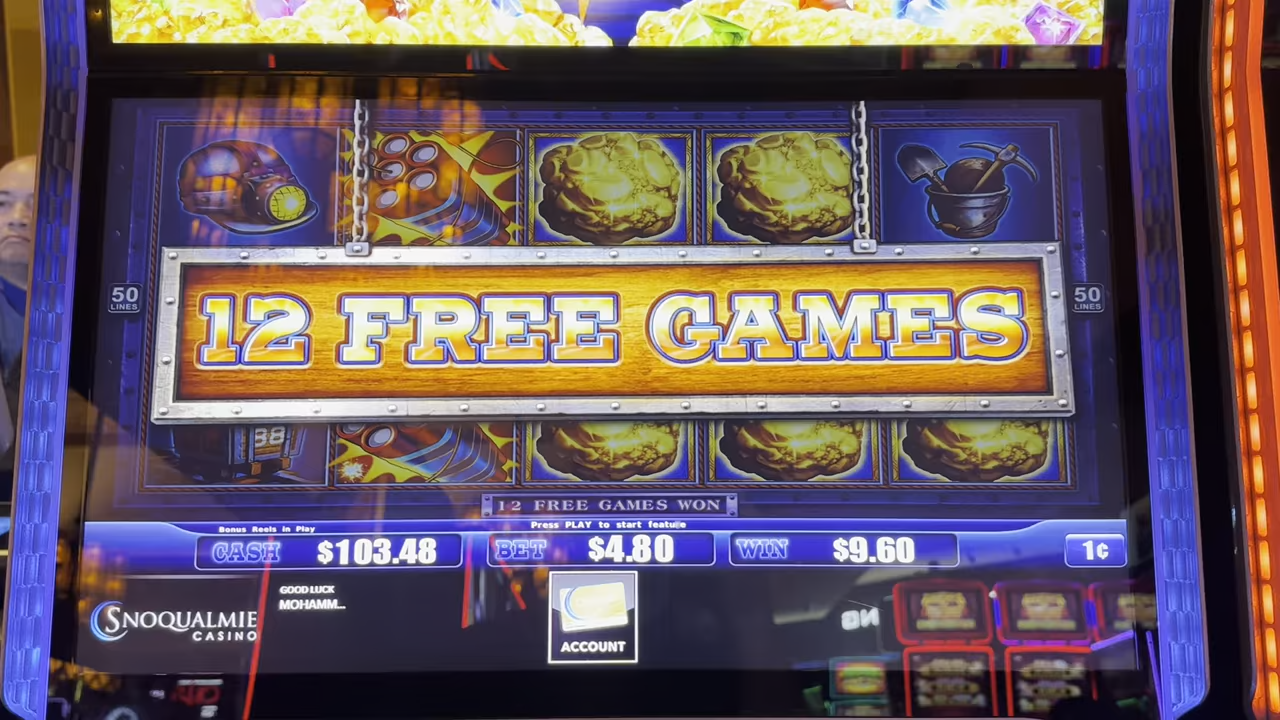 50
LINES
12 FREE GAMES
50
LINES
88
12 FREE GAMES WON
Bonus Reels in Play
Press PLAY to start feature
CASH $103.48
BET $4.80
WIN $9.60
1¢
SNOQUALMIE
CASINO
GOOD LUCK
MOHAMM...
ACCOUNT